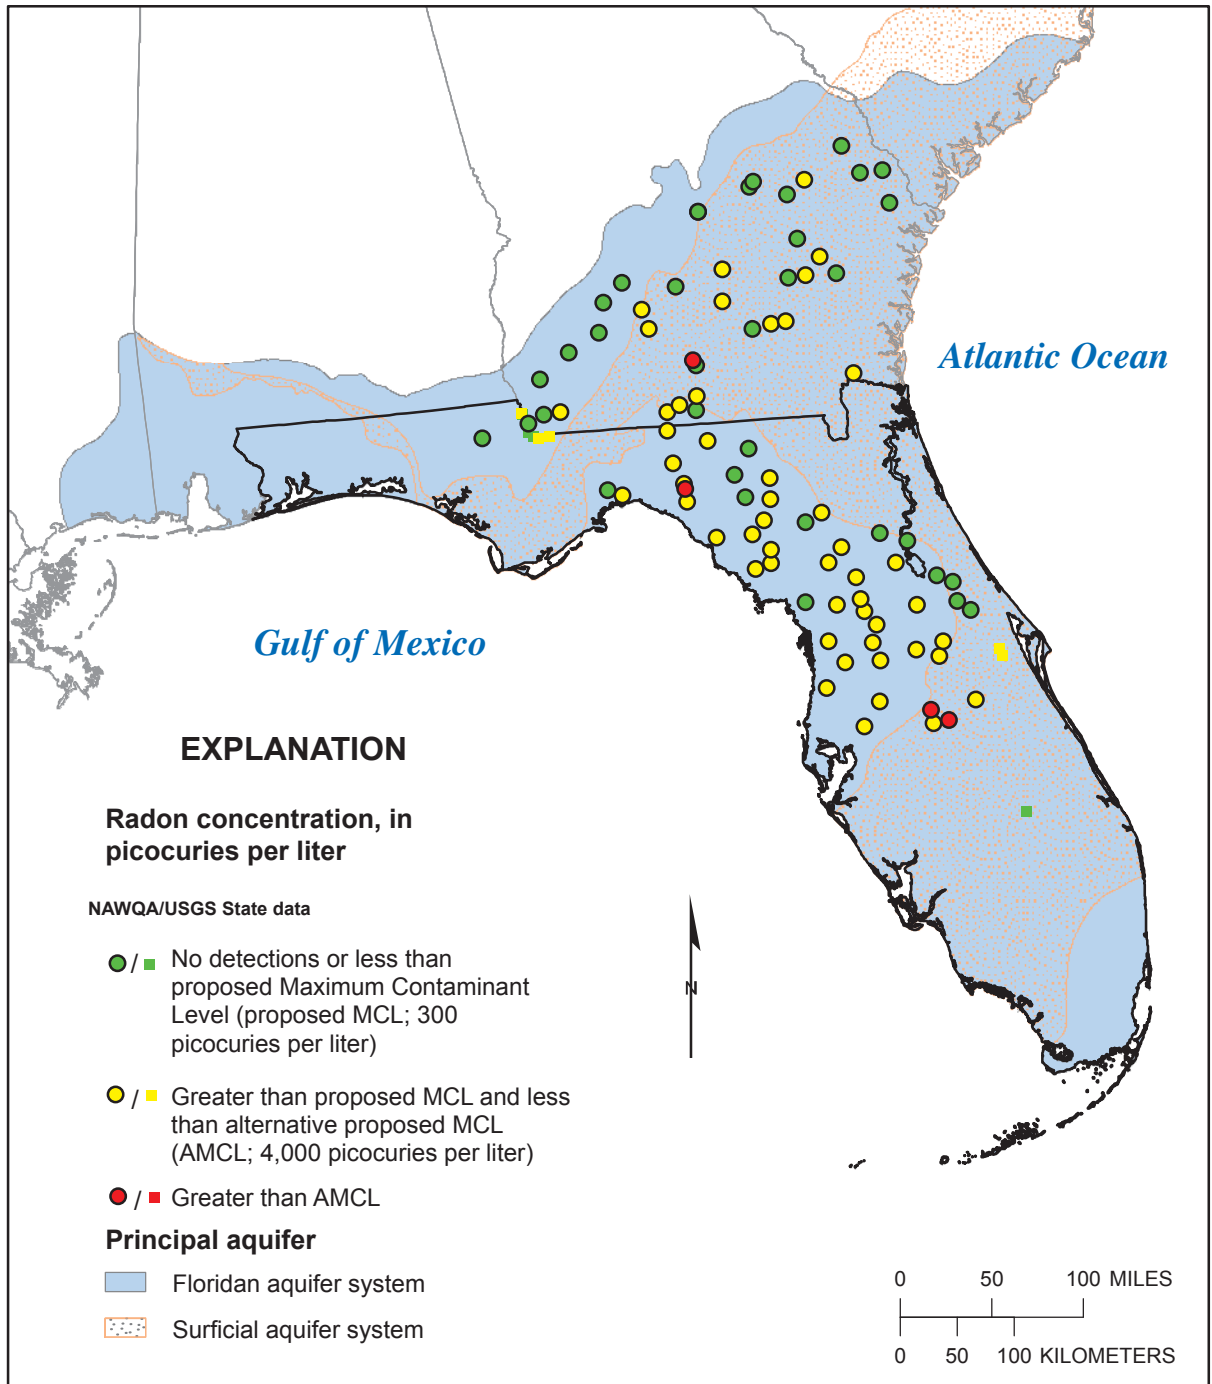 Atlantic Ocean
Gulf of Mexico
EXPLANATION
Radon concentration, in
picocuries per liter
NAWQA/USGS State data
/ No detections or less than
proposed Maximum Contaminant
Level (proposed MCL; 300
picocuries per liter)
/ Greater than proposed MCL and less
than alternative proposed MCL
(AMCL; 4,000 picocuries per liter)
/ Greater than AMCL
Principal aquifer
Floridan aquifer system
Surficial aquifer system
N
0 50 100 MILES
0 50 100 KILOMETERS